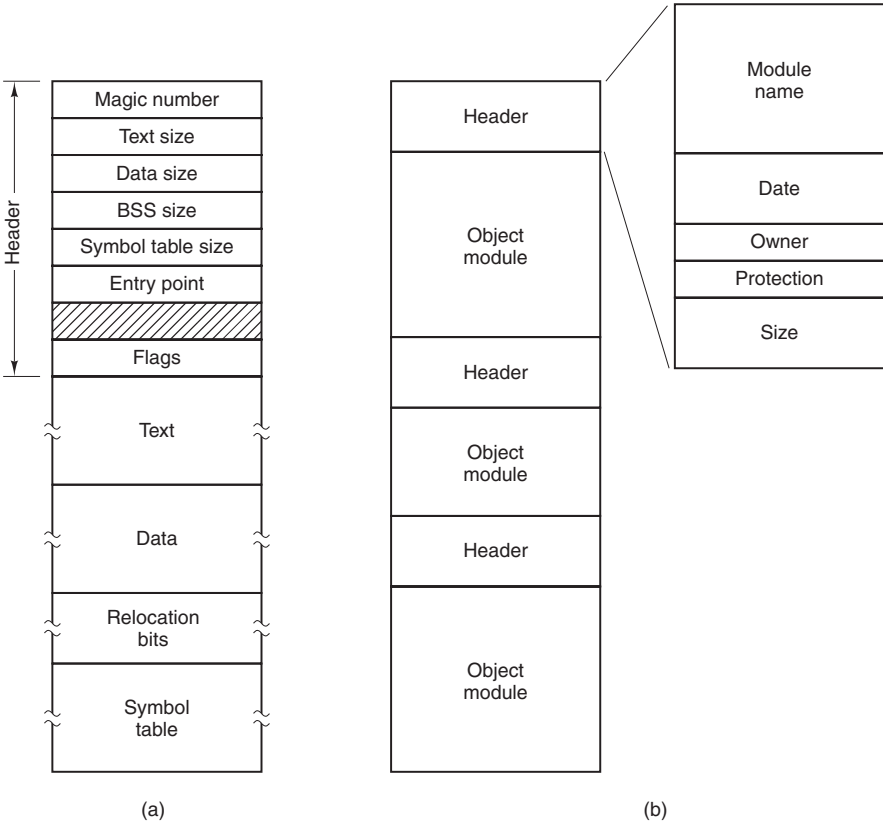 Header
Magic number
Text size
Data size
BSS size
Symbol table size
Entry point
Flags
Text
Data
Relocation
bits
Symbol
table
(a)
Header
Object
module
Header
Object
module
Header
Object
module
Module
name
Date
Owner
Protection
Size
(b)